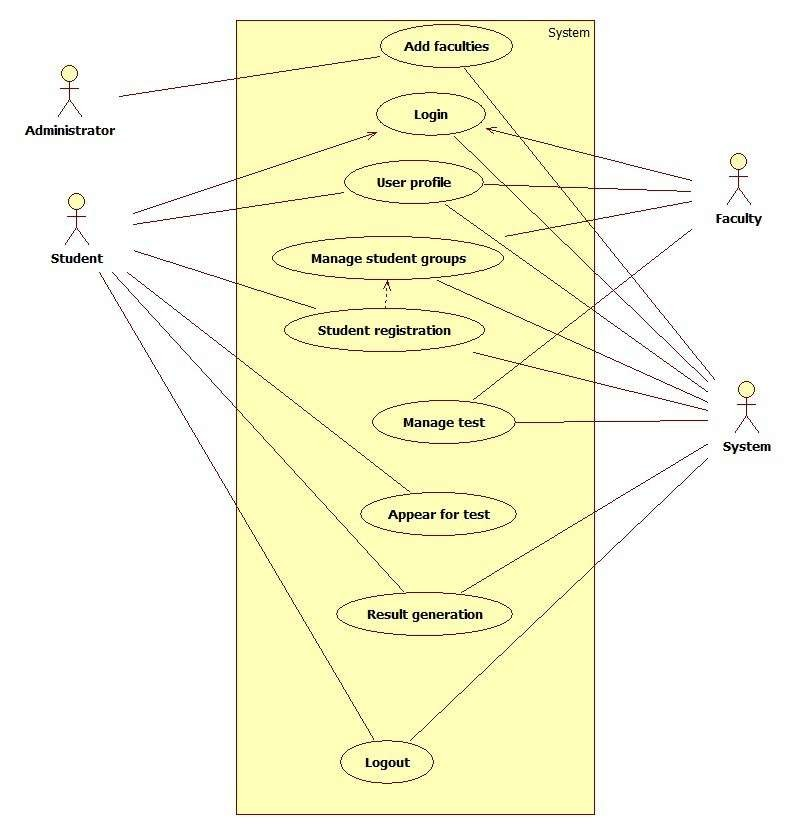 System
Add faculties
Administrator
Login
User profile
Faculty
Student
Manage student groups
Student registration
Manage test
System
Appear for test
Result generation
Logout